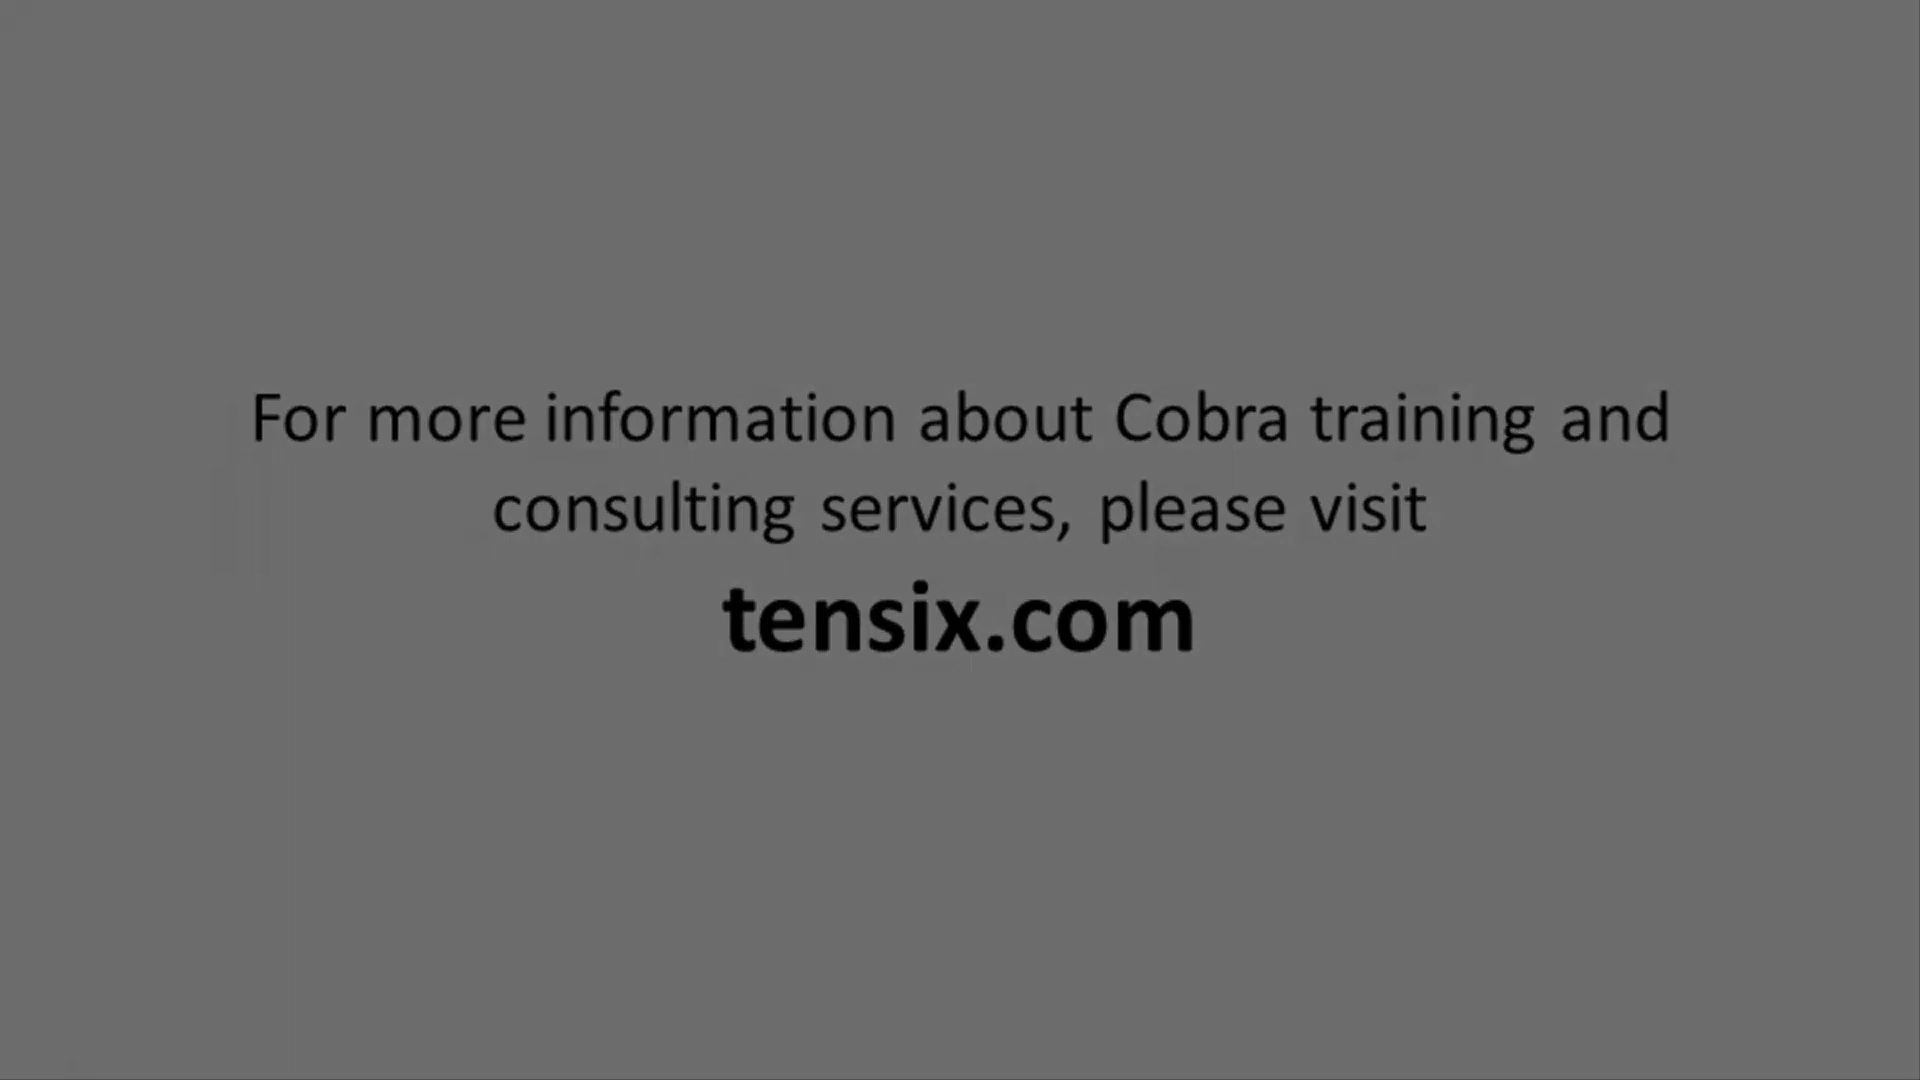 For more information about Cobra training and
consulting services, please visit
tensix.com